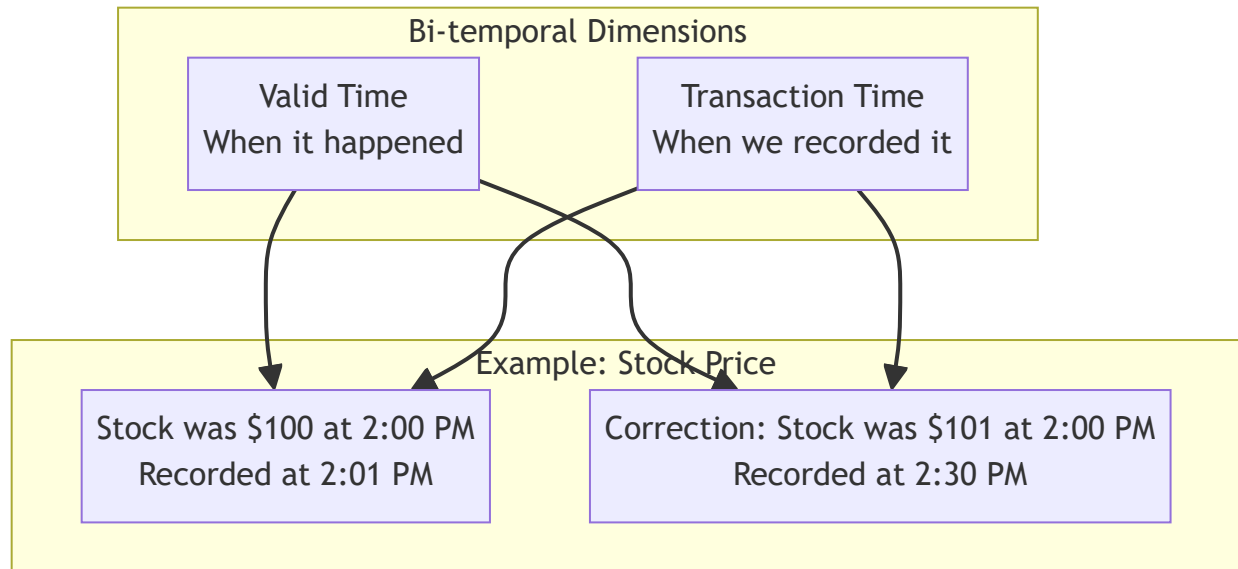 Bi-temporal Dimensions
Valid Time
When it happened
Transaction Time
When we recorded it
Example: Stock Price
Stock was $100 at 2:00 PM
Recorded at 2:01 PM
Correction: Stock was $101 at 2:00 PM
Recorded at 2:30 PM